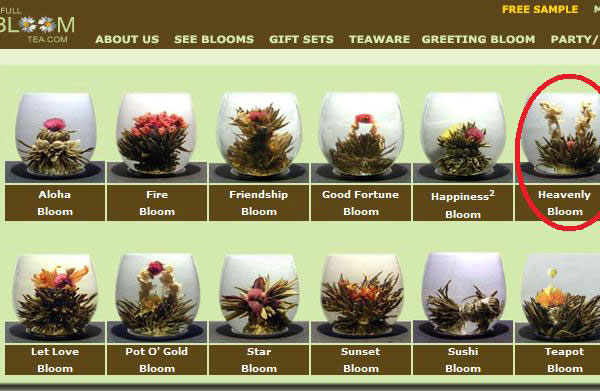 FULL
BLOOM
TEA.COM
FREE SAMPLE
ABOUT US SEE BLOOMS GIFT SETS TEAWARE GREETING BLOOM PARTY/
Aloha Bloom
Fire Bloom
Friendship Bloom
Good Fortune Bloom
Happiness² Bloom
Heavenly Bloom
Let Love Bloom
Pot O' Gold Bloom
Star Bloom
Sunset Bloom
Sushi Bloom
Teapot Bloom